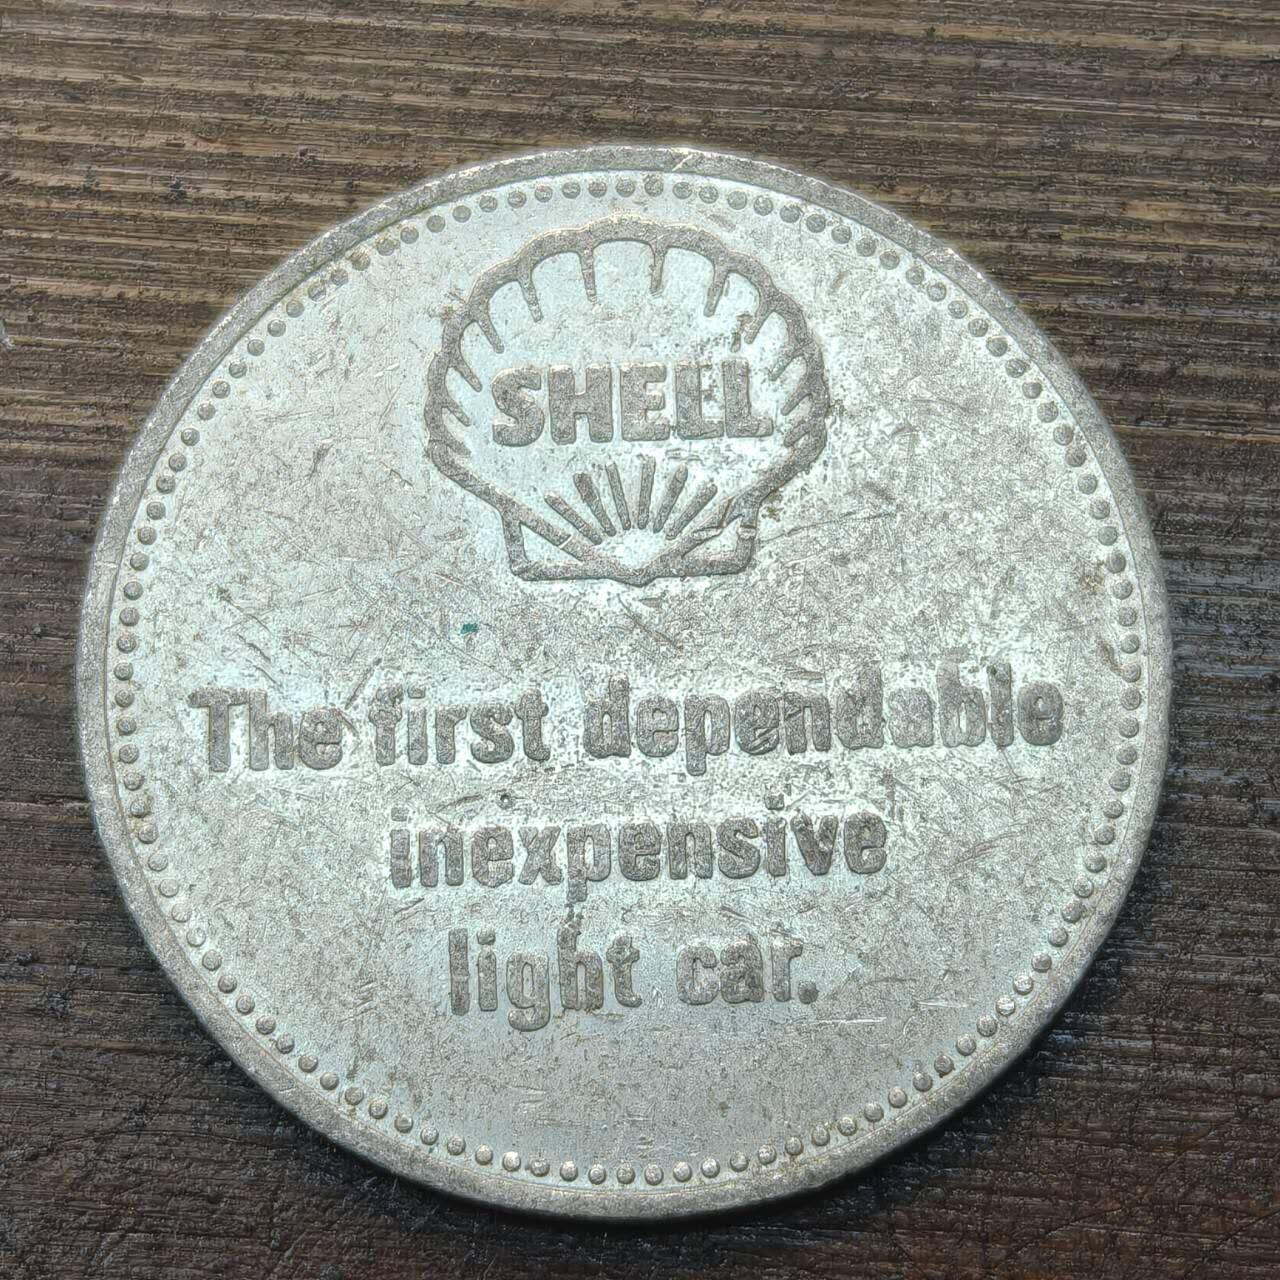 SHELL
The first dependable
inexpensive
light car.